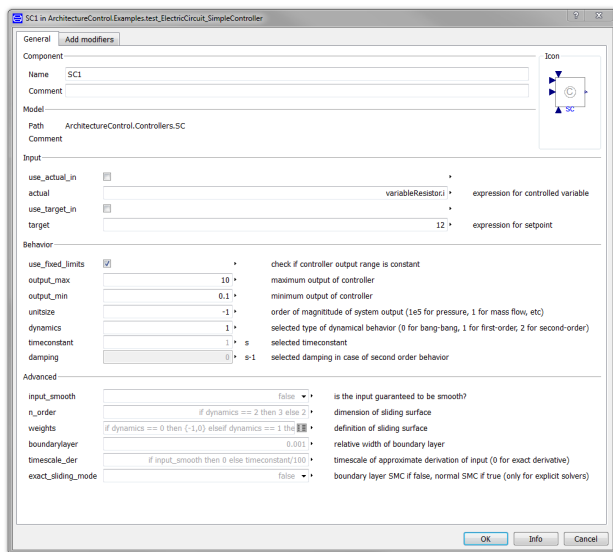 SC1 in ArchitectureControl.Examples.test_ElectricCircuit_SimpleController
General Add modifiers
Component
Icon
Name SC1
Comment
C
SC
Model
Path ArchitectureControl.Controllers.SC
Comment
Input
use_actual_in
actual variableResistor.i expression for controlled variable
use_target_in
target 12 expression for setpoint
Behavior
use_fixed_limits check if controller output range is constant
output_max 10 maximum output of controller
output_min 0.1 minimum output of controller
unitsize -1 order of magnititude of system output (1e5 for pressure, 1 for mass flow, etc)
dynamics 1 selected type of dynamical behavior (0 for bang-bang, 1 for first-order, 2 for second-order)
timeconstant 1 s selected timeconstant
damping 0 s-1 selected damping in case of second order behavior
Advanced
input_smooth false is the input guaranteed to be smooth?
n_order if dynamics == 2 then 3 else 2 dimension of sliding surface
weights if dynamics == 0 then {-1,0} elseif dynamics == 1 the definition of sliding surface
boundarylayer 0.001 relative width of boundary layer
timescale_der if input_smooth then 0 else timeconstant/100 timescale of approximate derivation of input (0 for exact derivative)
exact_sliding_mode false boundary layer SMC if false, normal SMC if true (only for explicit solvers)
OK Info Cancel